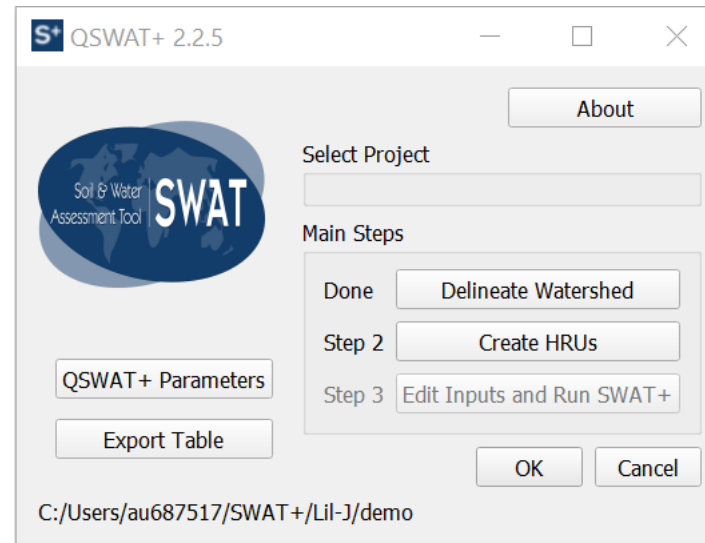 S+ QSWAT+ 2.2.5
About
Soil & Water
Assessment Tool
SWAT
Select Project
Main Steps
Done Delineate Watershed
Step 2 Create HRUs
Step 3 Edit Inputs and Run SWAT+
QSWAT+ Parameters
Export Table
OK Cancel
C:/Users/au687517/SWAT+/Lil-J/demo